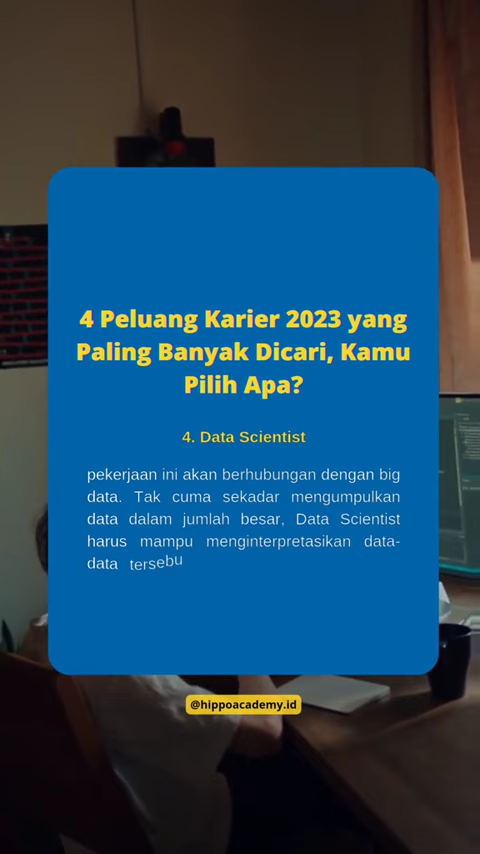 4 Peluang Karier 2023 yang
Paling Banyak Dicari, Kamu
Pilih Apa?
4. Data Scientist
pekerjaan ini akan berhubungan dengan big
data. Tak cuma sekadar mengumpulkan
data dalam jumlah besar, Data Scientist
harus mampu menginterpretasikan data-
data tersebu
@hippoacademy.id